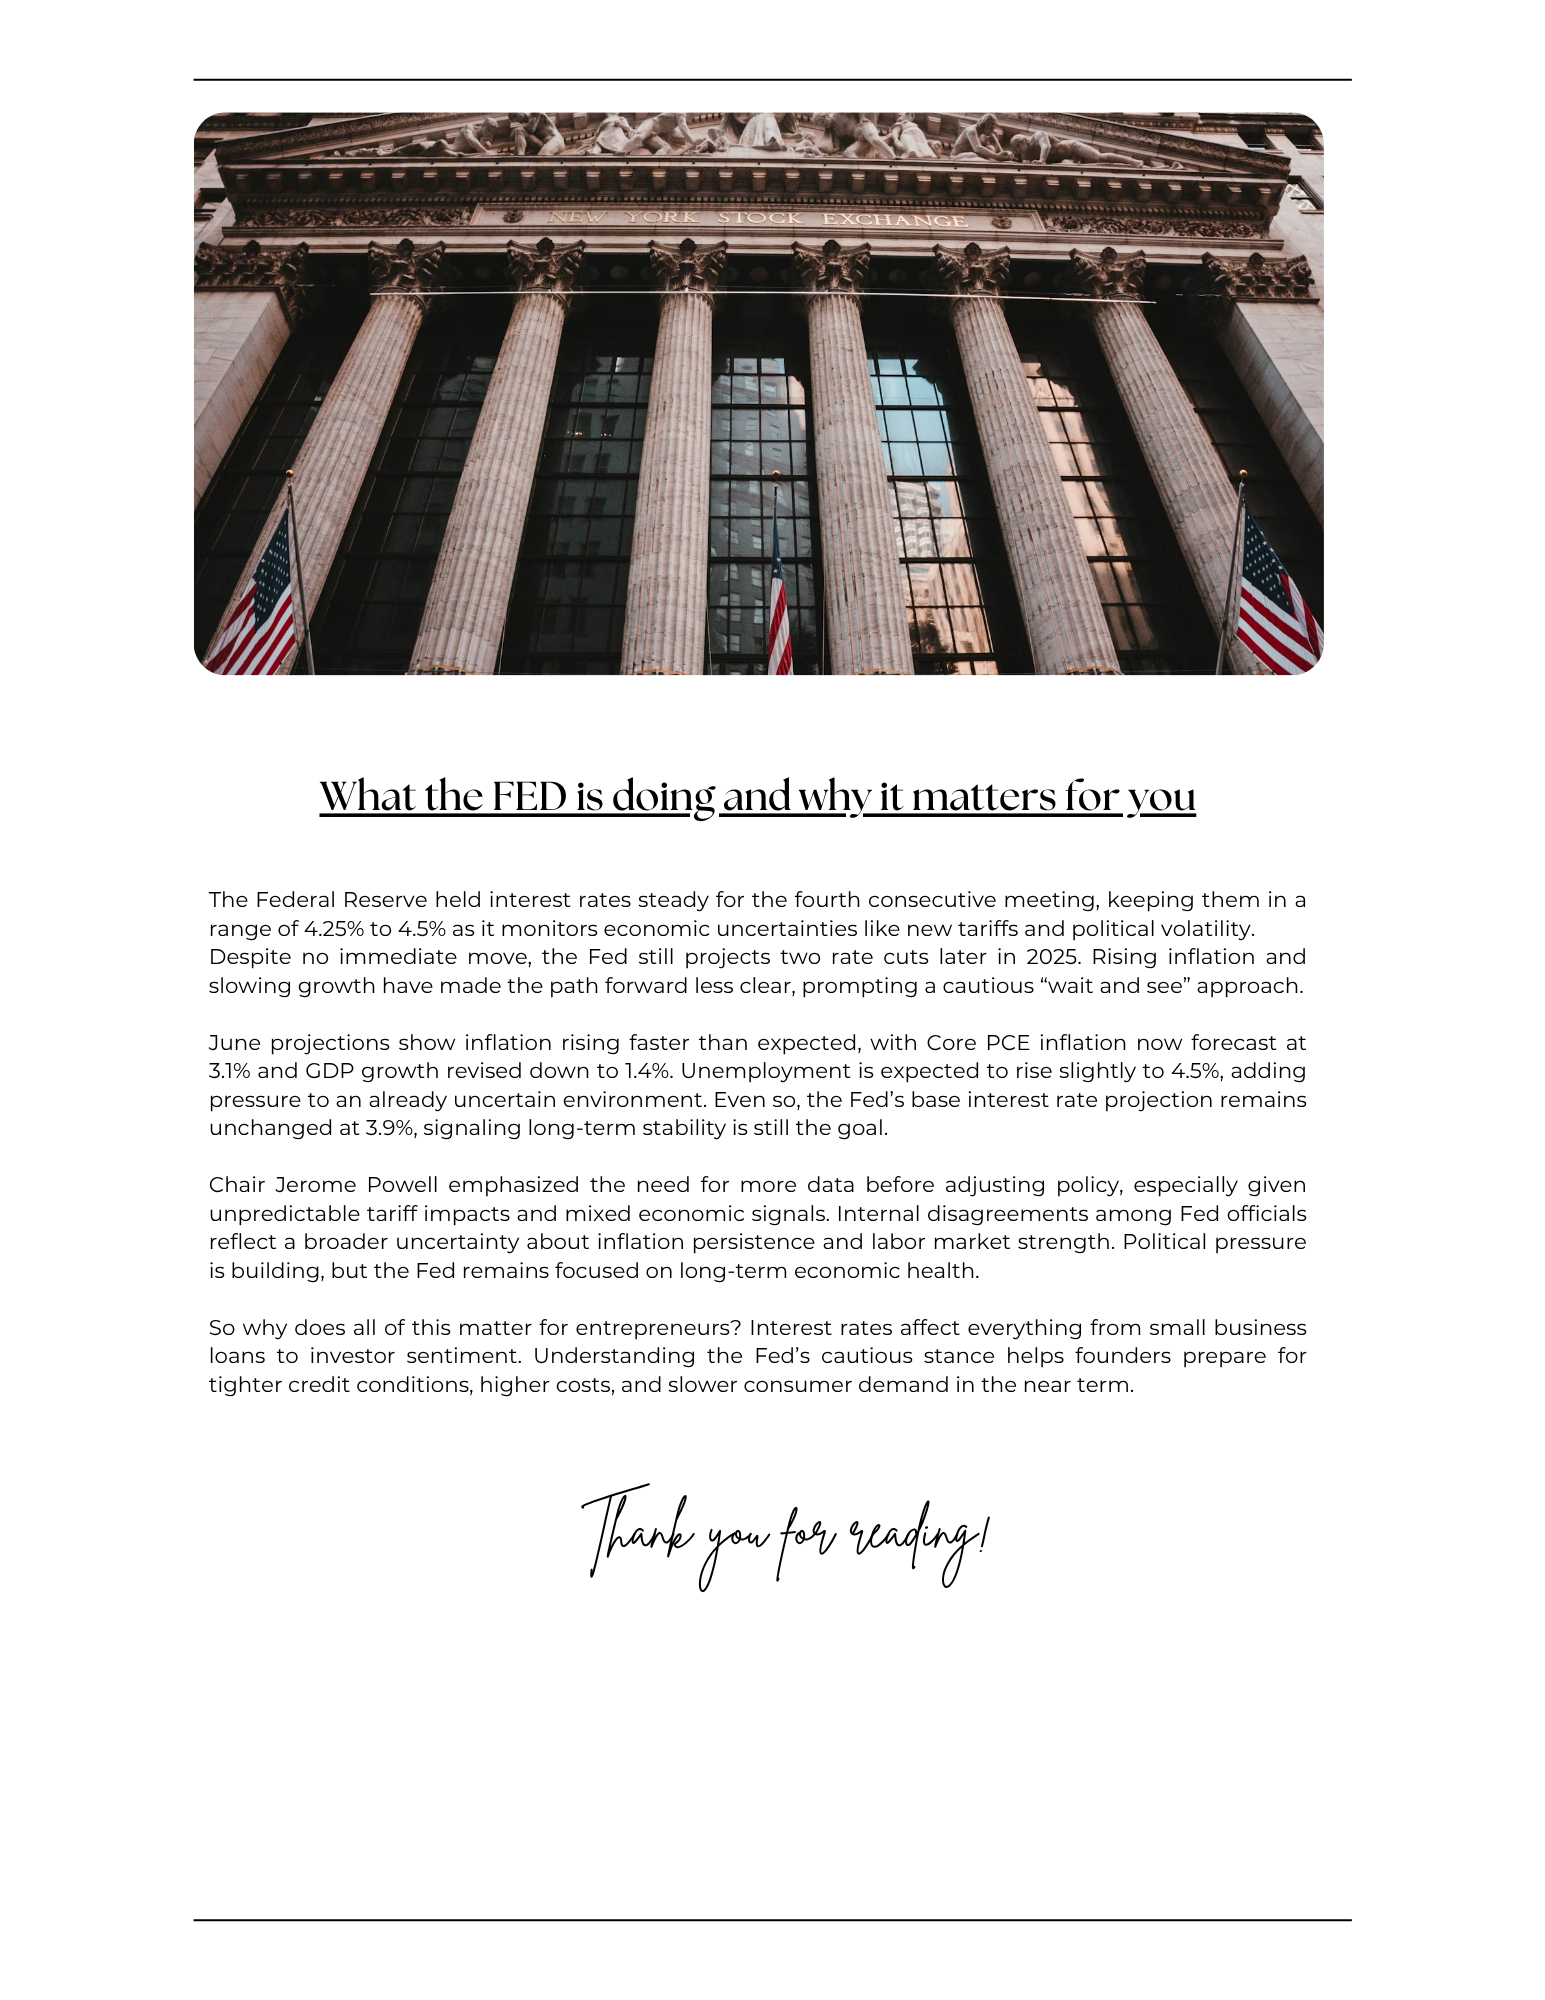 NEW YORK STOCK EXCHANGE
What the FED is doing and why it matters for you
The Federal Reserve held interest rates steady for the fourth consecutive meeting, keeping them in a
range of 4.25% to 4.5% as it monitors economic uncertainties like new tariffs and political volatility.
Despite no immediate move, the Fed still projects two rate cuts later in 2025. Rising inflation and
slowing growth have made the path forward less clear, prompting a cautious “wait and see” approach.
June projections show inflation rising faster than expected, with Core PCE inflation now forecast at
3.1% and GDP growth revised down to 1.4%. Unemployment is expected to rise slightly to 4.5%, adding
pressure to an already uncertain environment. Even so, the Fed’s base interest rate projection remains
unchanged at 3.9%, signaling long-term stability is still the goal.
Chair Jerome Powell emphasized the need for more data before adjusting policy, especially given
unpredictable tariff impacts and mixed economic signals. Internal disagreements among Fed officials
reflect a broader uncertainty about inflation persistence and labor market strength. Political pressure
is building, but the Fed remains focused on long-term economic health.
So why does all of this matter for entrepreneurs? Interest rates affect everything from small business
loans to investor sentiment. Understanding the Fed’s cautious stance helps founders prepare for
tighter credit conditions, higher costs, and slower consumer demand in the near term.
Thank you for reading!